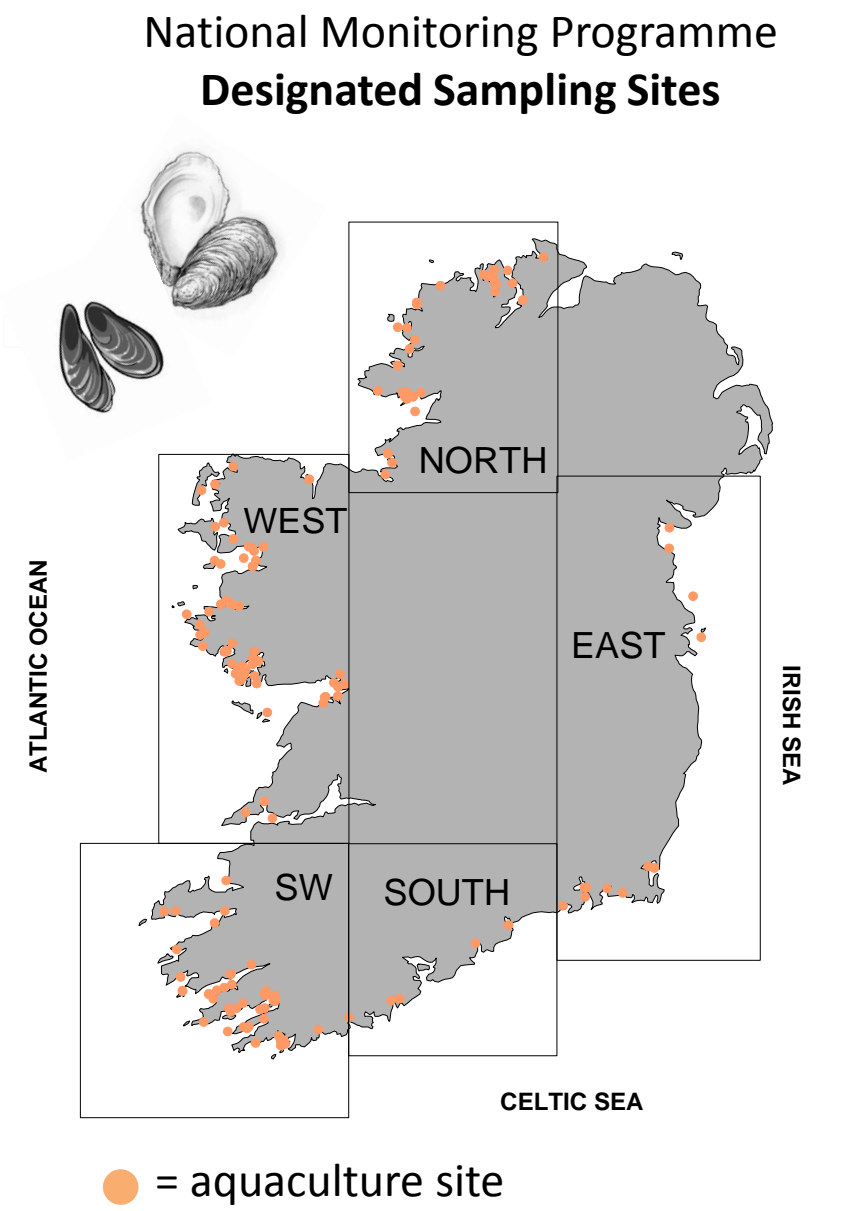 National Monitoring Programme
Designated Sampling Sites
NORTH
WEST
ATLANTIC OCEAN
EAST
IRISH SEA
SW
SOUTH
CELTIC SEA
= aquaculture site